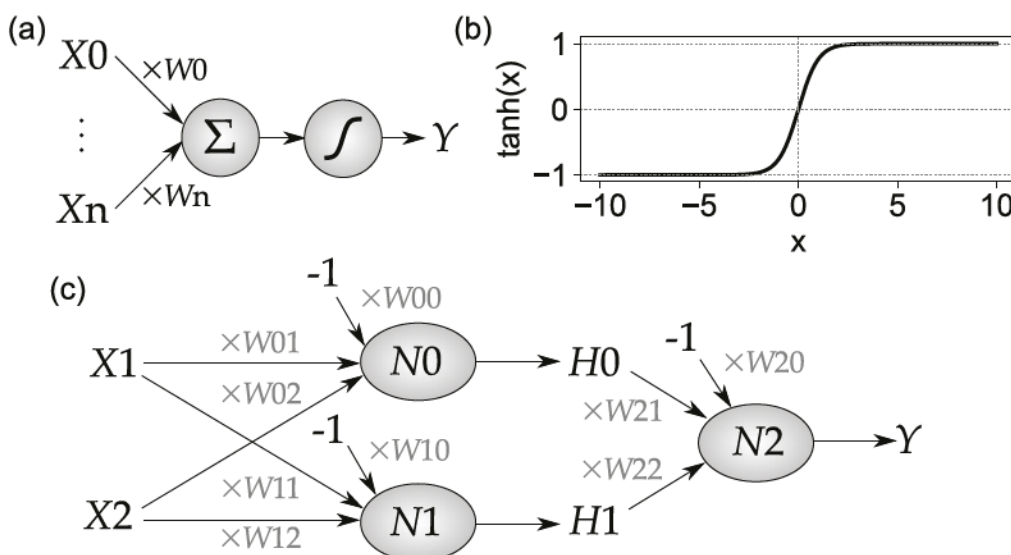 (a)
X0
×W0
⋮
Σ
∫
Y
Xn
×Wn
(b)
tanh(x)
1
0
−1
−10
−5
0
5
10
x
(c)
-1
×W00
X1
×W01
N0
H0
-1
×W20
×W02
×W21
-1
×W10
N2
Y
×W11
×W22
X2
×W12
N1
H1